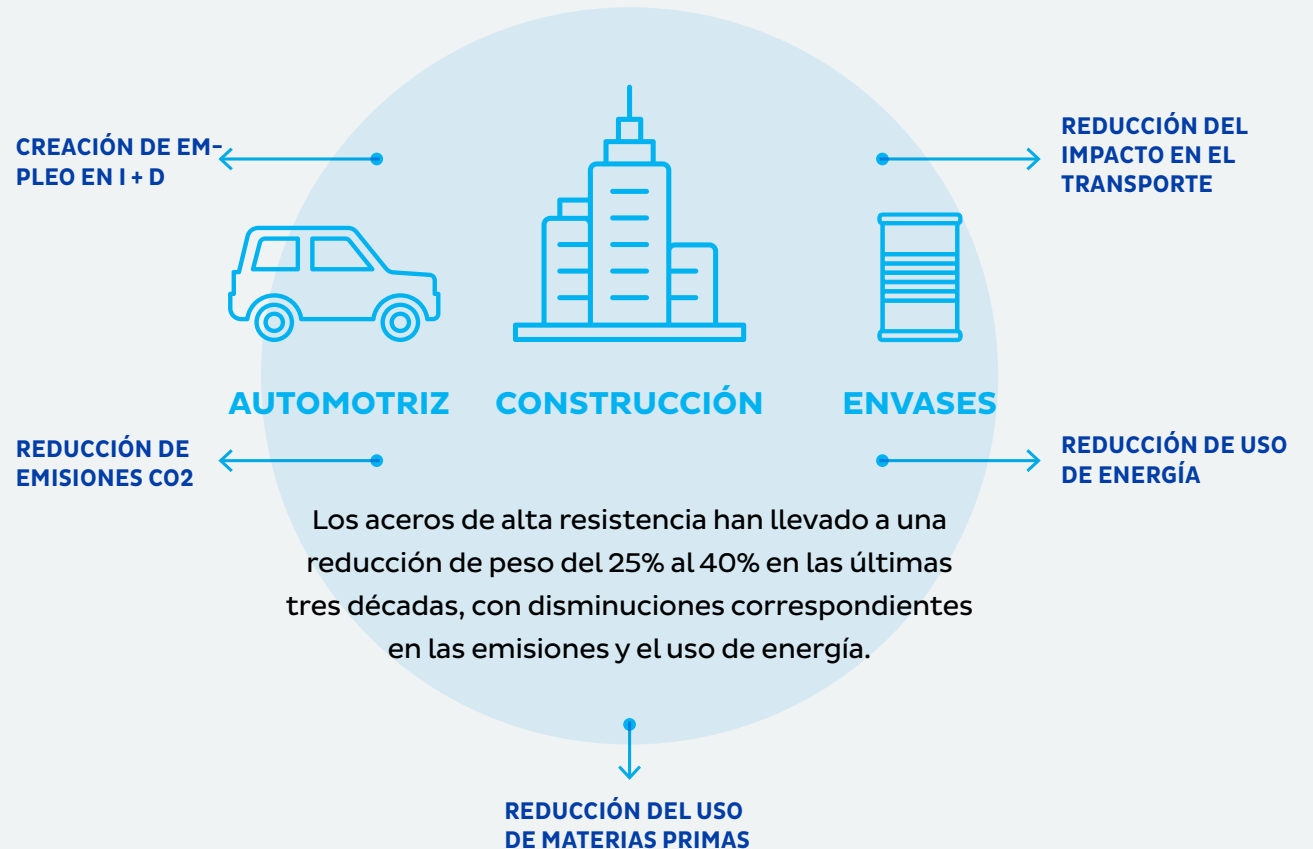 CREACIÓN DE EM-
PLEO EN I + D
REDUCCIÓN DEL
IMPACTO EN EL
TRANSPORTE
AUTOMOTRIZ
CONSTRUCCIÓN
ENVASES
REDUCCIÓN DE
EMISIONES CO2
REDUCCIÓN DE USO
DE ENERGÍA
Los aceros de alta resistencia han llevado a una
reducción de peso del 25% al 40% en las últimas
tres décadas, con disminuciones correspondientes
en las emisiones y el uso de energía.
REDUCCIÓN DEL USO
DE MATERIAS PRIMAS